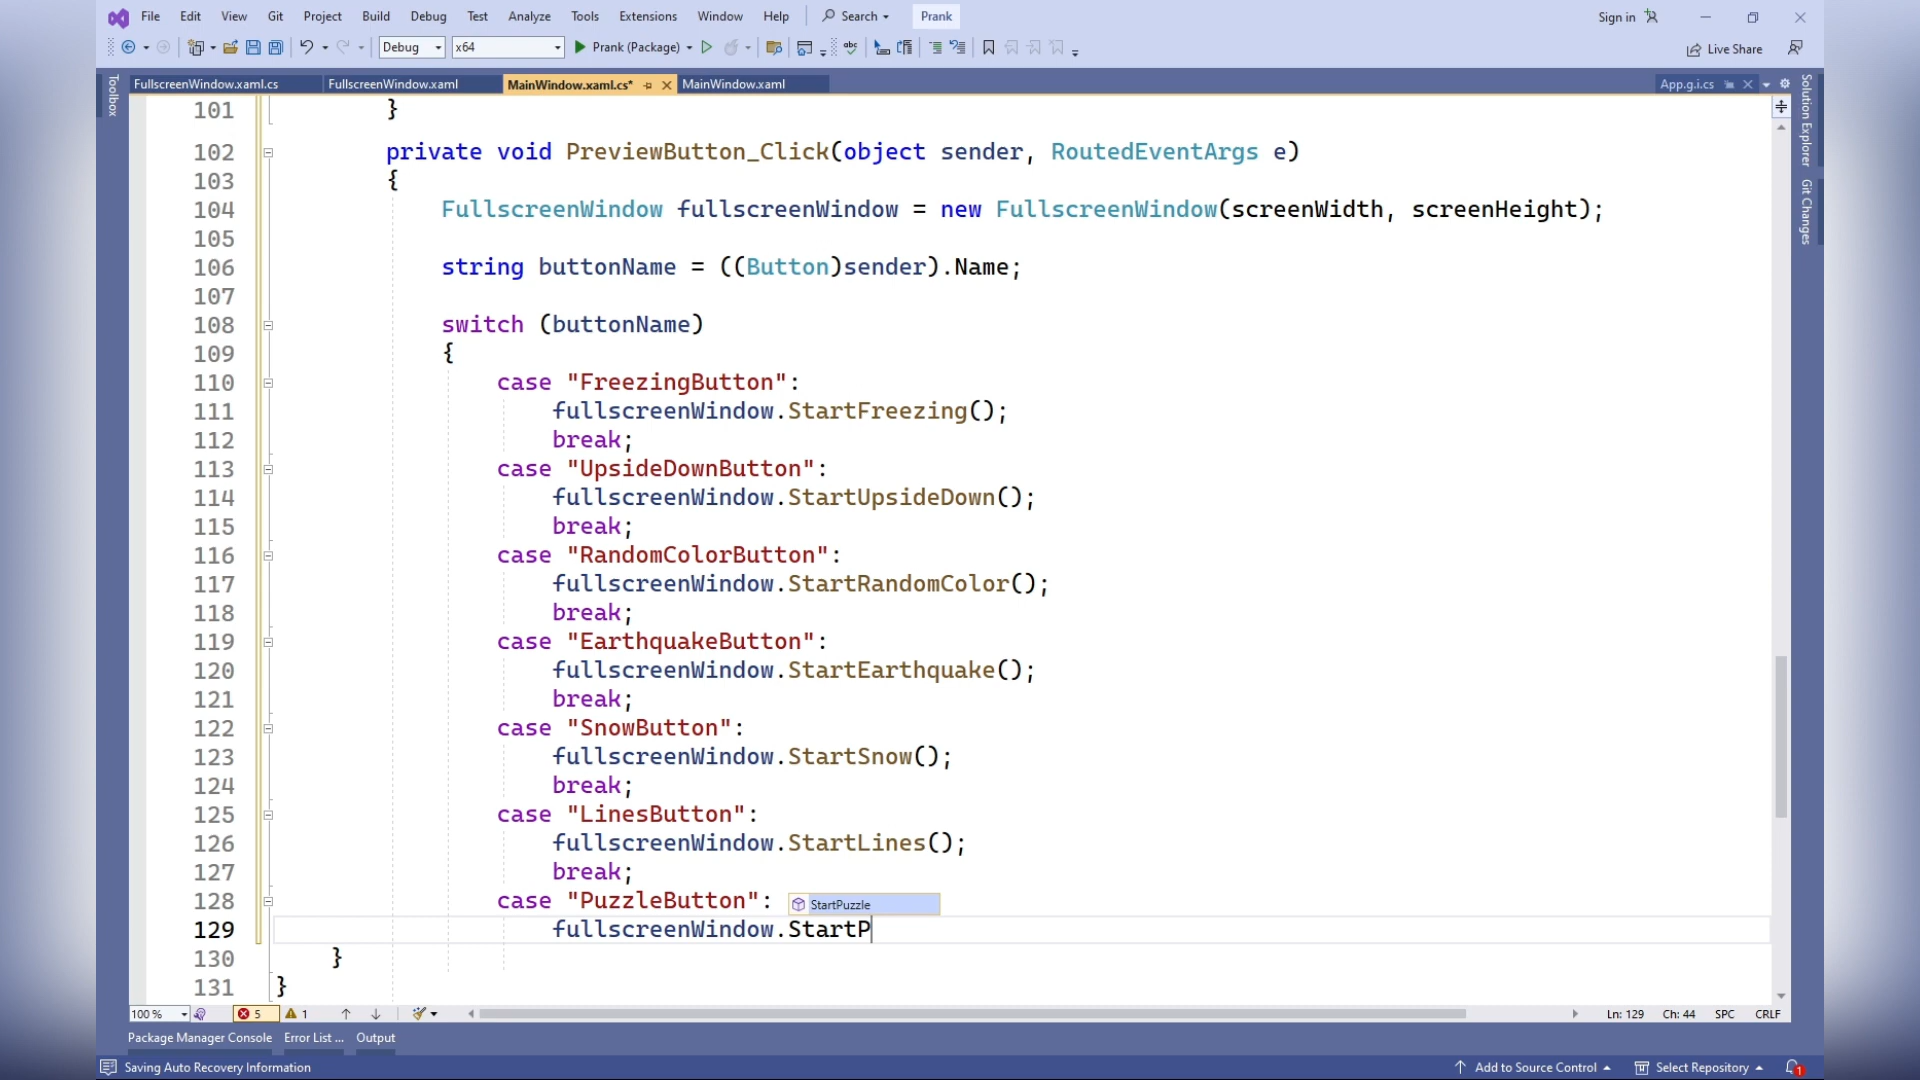 File Edit View Git Project Build Debug Test Analyze Tools Extensions Window Help Search Prank Sign in
Debug x64 Prank (Package) abc Live Share
FullscreenWindow.xaml.cs FullscreenWindow.xaml MainWindow.xaml.cs* MainWindow.xaml App.g.i.cs
Toolbox
Solution Explorer
Git Changes
101 }
102 private void PreviewButton_Click(object sender, RoutedEventArgs e)
103 {
104 FullscreenWindow fullscreenWindow = new FullscreenWindow(screenWidth, screenHeight);
105
106 string buttonName = ((Button)sender).Name;
107
108 switch (buttonName)
109 {
110 case "FreezingButton":
111 fullscreenWindow.StartFreezing();
112 break;
113 case "UpsideDownButton":
114 fullscreenWindow.StartUpsideDown();
115 break;
116 case "RandomColorButton":
117 fullscreenWindow.StartRandomColor();
118 break;
119 case "EarthquakeButton":
120 fullscreenWindow.StartEarthquake();
121 break;
122 case "SnowButton":
123 fullscreenWindow.StartSnow();
124 break;
125 case "LinesButton":
126 fullscreenWindow.StartLines();
127 break;
128 case "PuzzleButton": StartPuzzle
129 fullscreenWindow.StartP
130 }
131 }
100 % 5 1 Ln: 129 Ch: 44 SPC CRLF
Package Manager Console Error List ... Output
Saving Auto Recovery Information Add to Source Control Select Repository 1